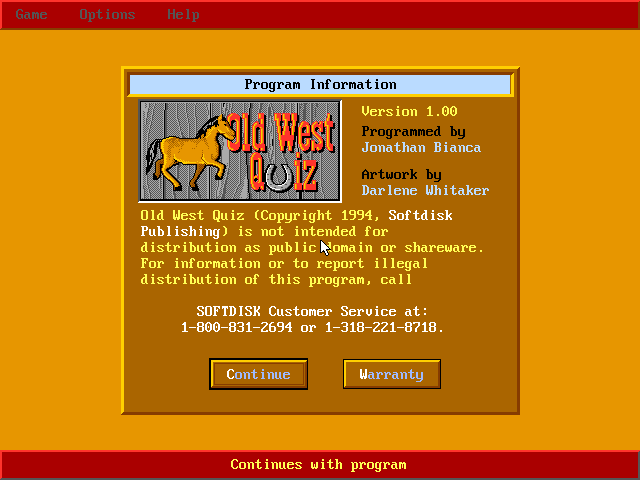 Game Options Help
Program Information
Old West
Quiz
Version 1.00
Programmed by
Jonathan Bianca
Artwork by
Darlene Whitaker
Old West Quiz (Copyright 1994, Softdisk
Publishing) is not intended for
distribution as public domain or shareware.
For information or to report illegal
distribution of this program, call
SOFTDISK Customer Service at:
1-800-831-2694 or 1-318-221-8718.
Continue Warranty
Continues with program